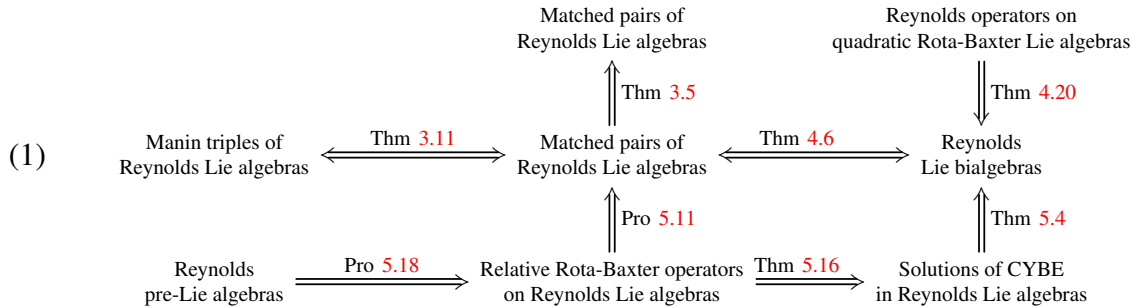 Matched pairs of
Reynolds Lie algebras
Reynolds operators on
quadratic Rota-Baxter Lie algebras
Thm 3.5
Thm 4.20
(1)
Manin triples of
Reynolds Lie algebras
Thm 3.11
Matched pairs of
Reynolds Lie algebras
Thm 4.6
Reynolds
Lie bialgebras
Pro 5.11
Thm 5.4
Reynolds
pre-Lie algebras
Pro 5.18
Relative Rota-Baxter operators
on Reynolds Lie algebras
Thm 5.16
Solutions of CYBE
in Reynolds Lie algebras